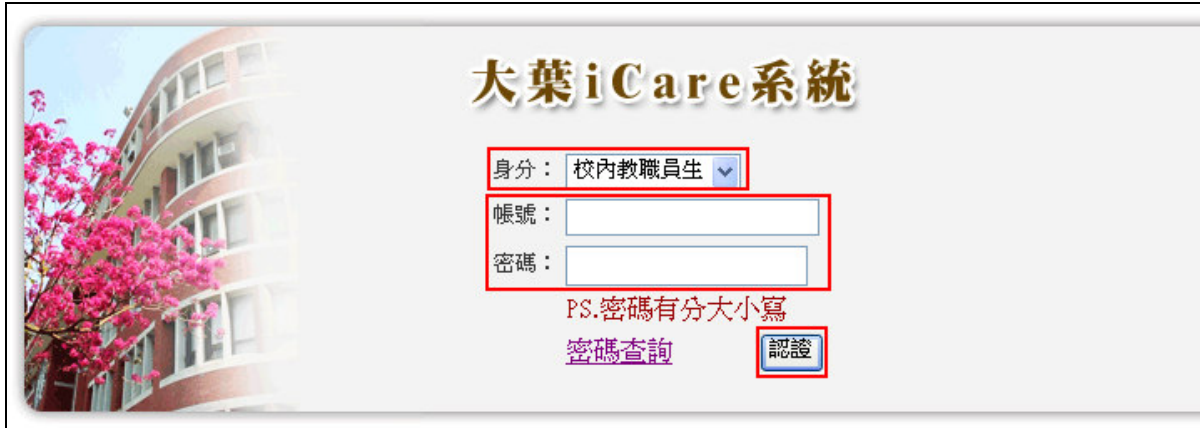 大葉iCare系統
身分： 校內教職員生
帳號：
密碼：
PS.密碼有分大小寫
密碼查詢 認證